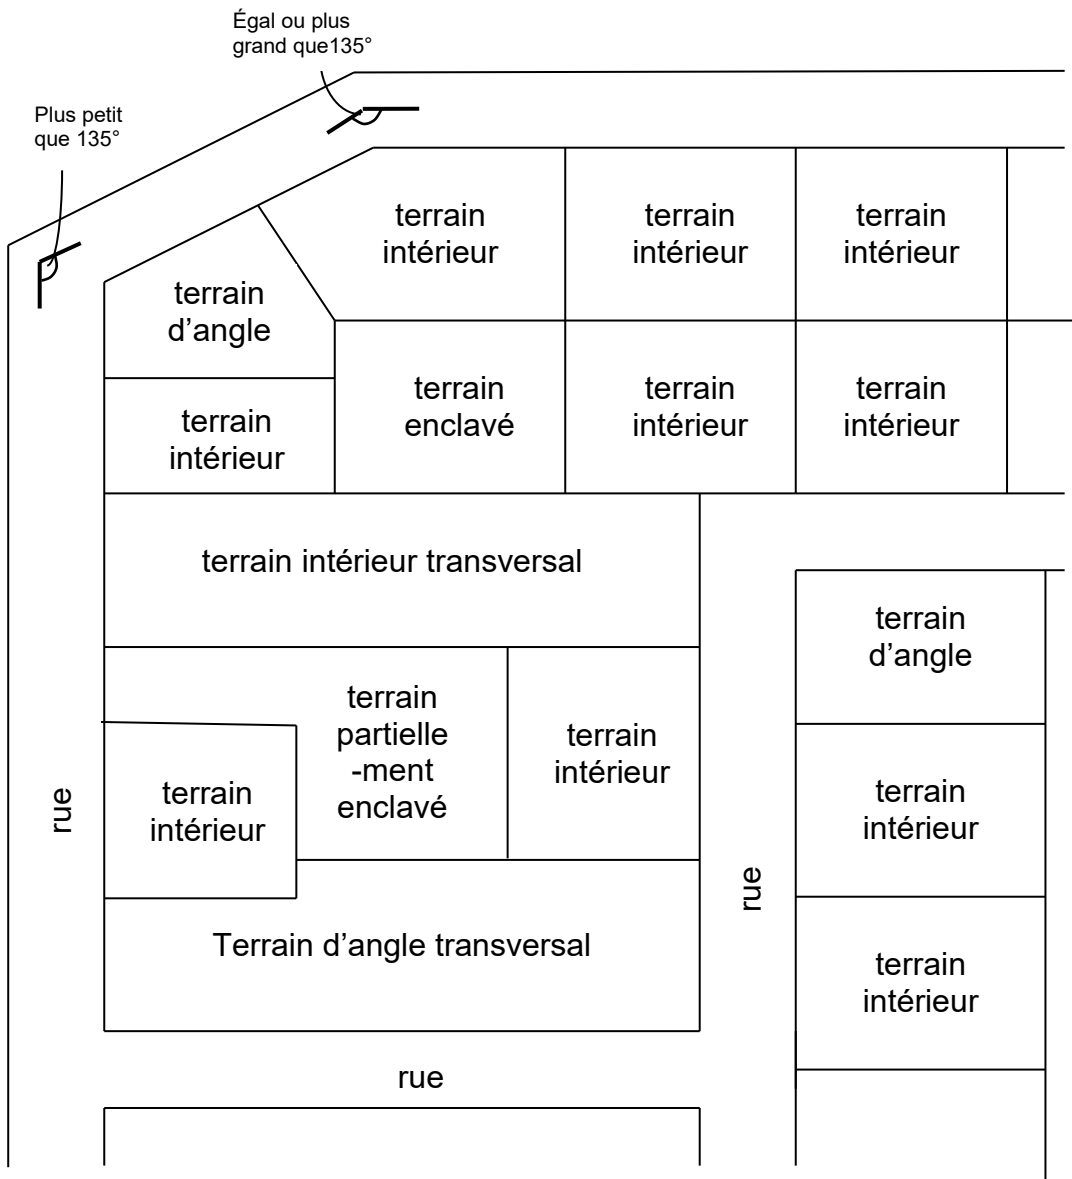 Égal ou plus
grand que135°
Plus petit
que 135°
terrain
intérieur
terrain
intérieur
terrain
intérieur
terrain
d’angle
terrain
enclavé
terrain
intérieur
terrain
intérieur
terrain
intérieur
terrain intérieur transversal
terrain
d’angle
terrain
partielle
-ment
enclavé
terrain
intérieur
terrain
intérieur
terrain
intérieur
rue
rue
Terrain d’angle transversal
terrain
intérieur
rue